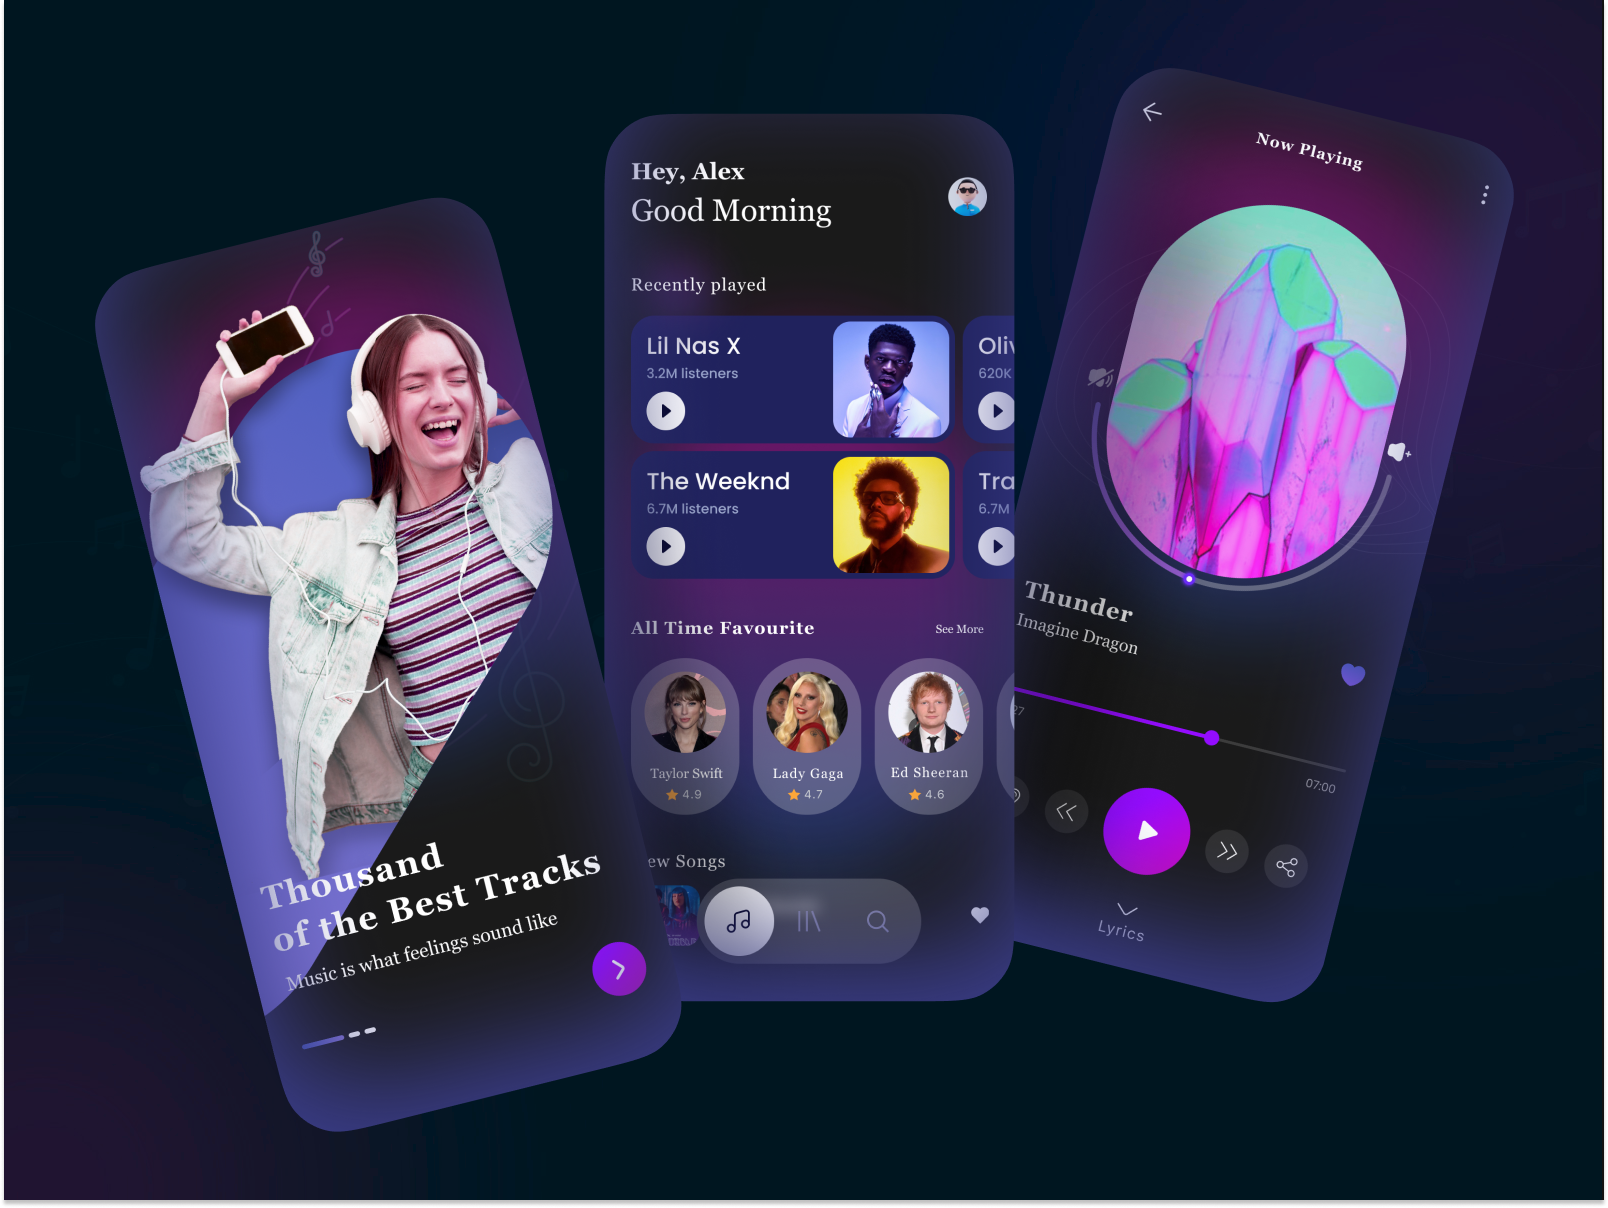 Thousand
of the Best Tracks
Music is what feelings sound like
Hey, Alex
Good Morning
Recently played
Lil Nas X
3.2M listeners
Oliv
620K
The Weeknd
6.7M listeners
Tra
6.7M
All Time Favourite
See More
Taylor Swift
4.9
Lady Gaga
4.7
Ed Sheeran
4.6
ew Songs
Now Playing
Thunder
Imagine Dragon
27
07:00
Lyrics